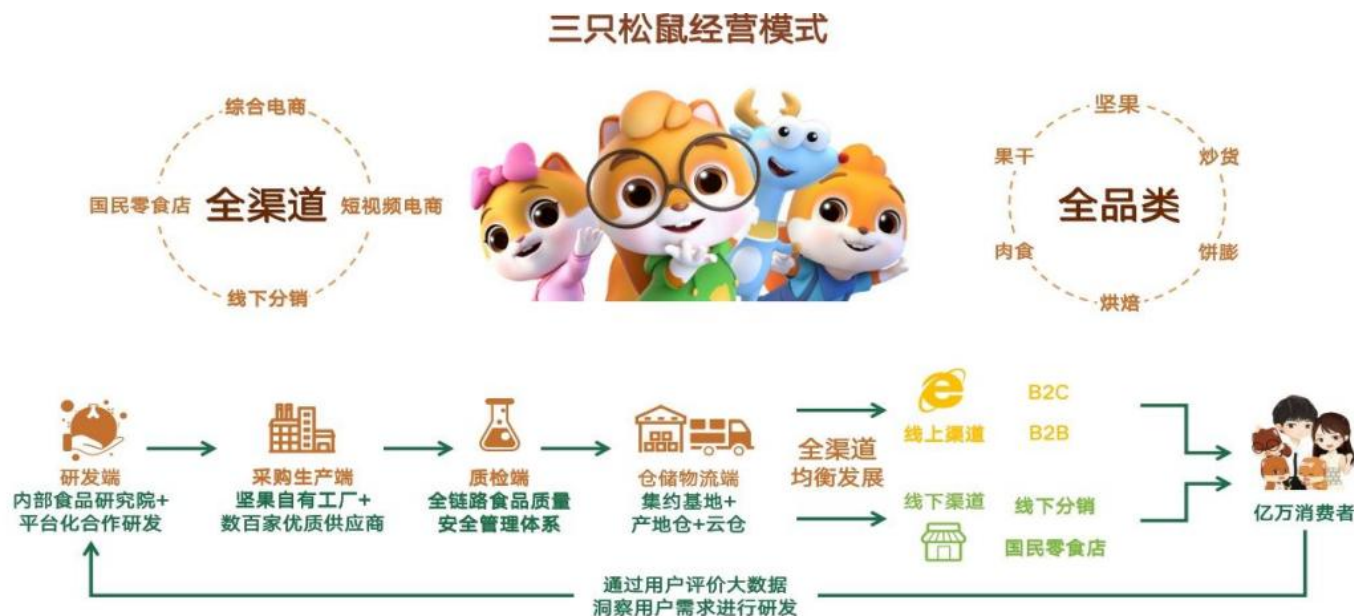 三只松鼠经营模式
综合电商
国民零食店
全渠道
短视频电商
线下分销
坚果
果干
炒货
全品类
肉食
饼膨
烘焙
研发端
内部食品研究院+
平台化合作研发
采购生产端
坚果自有工厂+
数百家优质供应商
质检端
全链路食品质量
安全管理体系
仓储物流端
集约基地+
产地仓+云仓
全渠道
均衡发展
线上渠道
B2C
B2B
线下渠道
线下分销
国民零食店
亿万消费者
通过用户评价大数据
洞察用户需求进行研发